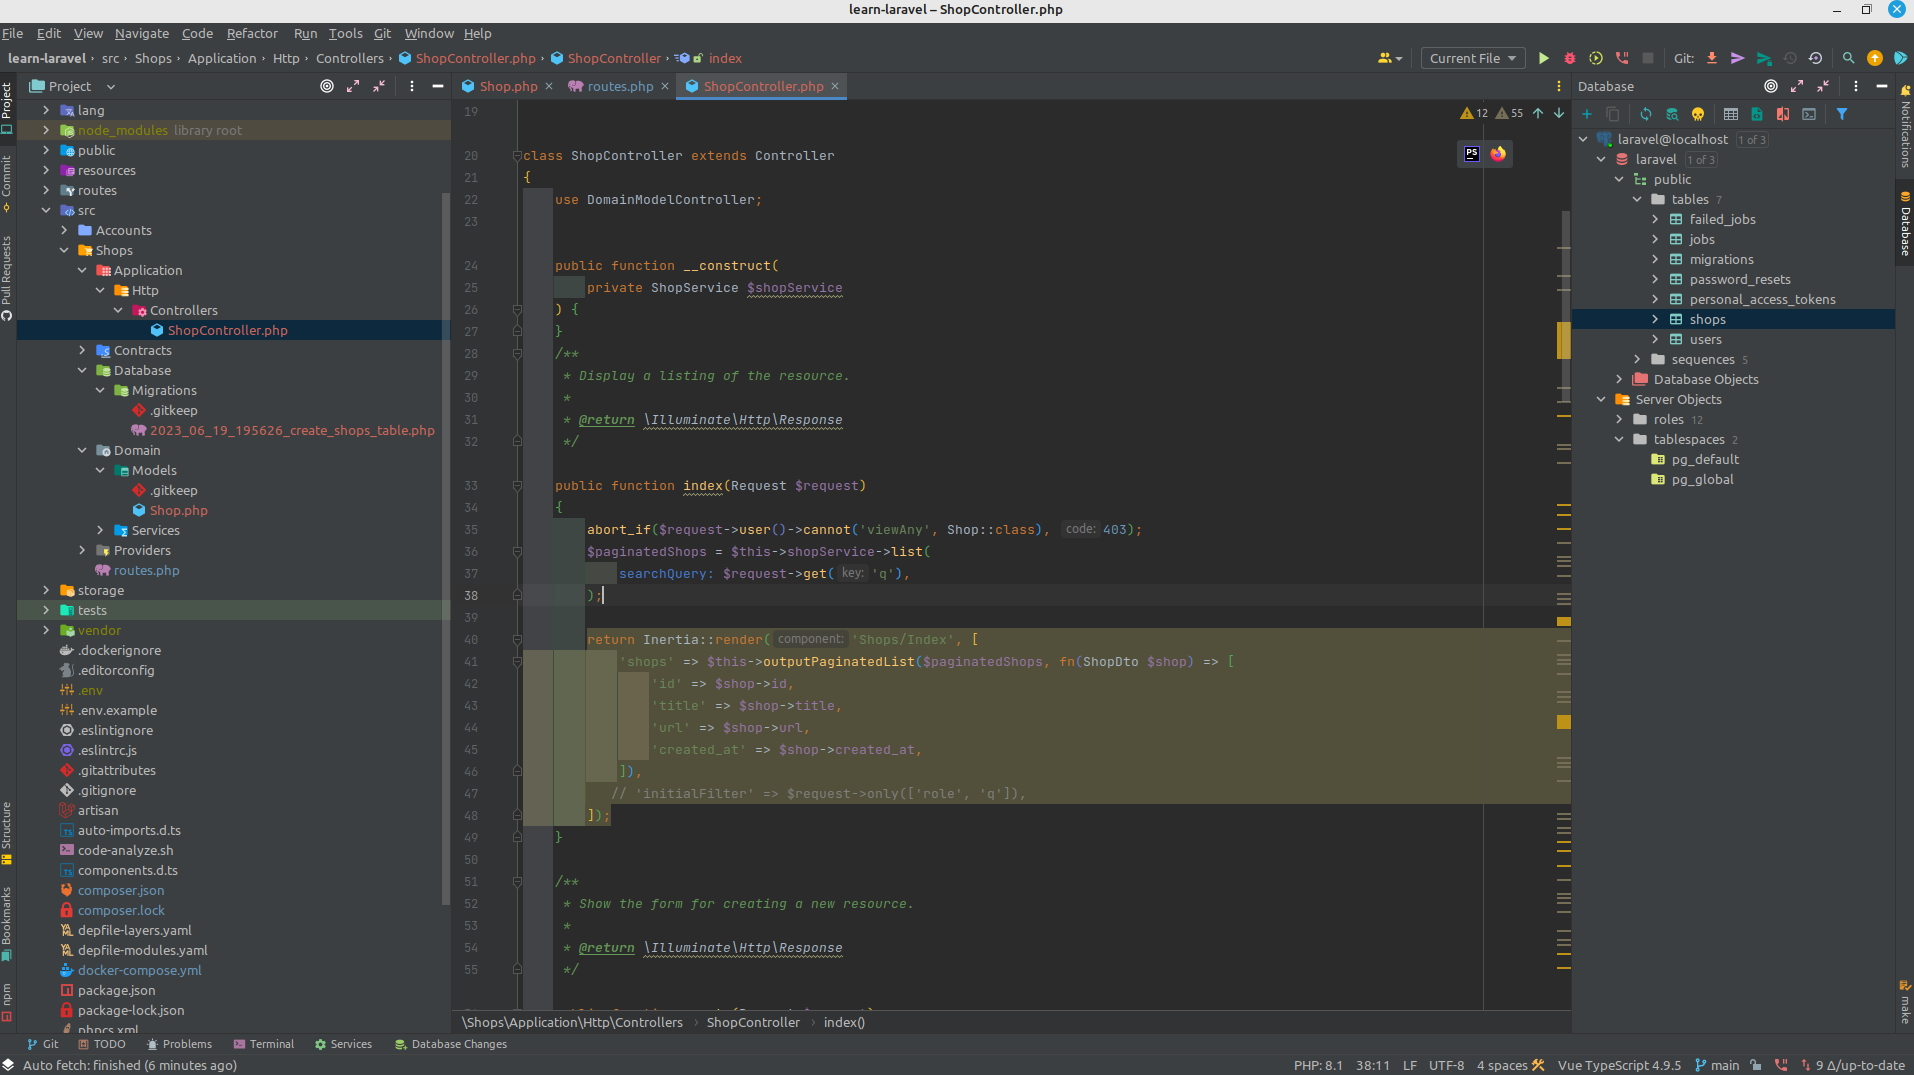 learn-laravel – ShopController.php
File Edit View Navigate Code Refactor Run Tools Git Window Help
learn-laravel › src › Shops › Application › Http › Controllers › ShopController.php › ShopController › index
Current File
Git:
Project
Shop.php
routes.php
ShopController.php
Database
lang
node_modules library root
public
resources
routes
src
Accounts
Shops
Application
Http
Controllers
ShopController.php
Contracts
Database
Migrations
.gitkeep
2023_06_19_195626_create_shops_table.php
Domain
Models
.gitkeep
Shop.php
Services
Providers
routes.php
storage
tests
vendor
.dockerignore
.editorconfig
.env
.env.example
.eslintignore
.eslintrc.js
.gitattributes
.gitignore
artisan
auto-imports.d.ts
code-analyze.sh
components.d.ts
composer.json
composer.lock
depfile-layers.yaml
depfile-modules.yaml
docker-compose.yml
package.json
package-lock.json
phpcs.xml
Project
Commit
Pull Requests
Structure
Bookmarks
npm
12 55
PS
19
20 class ShopController extends Controller
21 {
22 use DomainModelController;
23
24 public function __construct(
25 private ShopService $shopService
26 ) {
27 }
28 /**
29 * Display a listing of the resource.
30 *
31 * @return \Illuminate\Http\Response
32 */
33 public function index(Request $request)
34 {
35 abort_if($request->user()->cannot('viewAny', Shop::class), code: 403);
36 $paginatedShops = $this->shopService->list(
37 searchQuery: $request->get( key: 'q'),
38 );
39
40 return Inertia::render( component: 'Shops/Index', [
41 'shops' => $this->outputPaginatedList($paginatedShops, fn(ShopDto $shop) => [
42 'id' => $shop->id,
43 'title' => $shop->title,
44 'url' => $shop->url,
45 'created_at' => $shop->created_at,
46 ]),
47 // 'initialFilter' => $request->only(['role', 'q']),
48 ]);
49 }
50
51 /**
52 * Show the form for creating a new resource.
53 *
54 * @return \Illuminate\Http\Response
55 */
\Shops\Application\Http\Controllers › ShopController › index()
laravel@localhost 1 of 3
laravel 1 of 3
public
tables 7
failed_jobs
jobs
migrations
password_resets
personal_access_tokens
shops
users
sequences 5
Database Objects
Server Objects
roles 12
tablespaces 2
pg_default
pg_global
Notifications
Database
make
Git TODO Problems Terminal Services Database Changes
Auto fetch: finished (6 minutes ago)
PHP: 8.1 38:11 LF UTF-8 4 spaces Vue TypeScript 4.9.5 main 9 Δ/up-to-date